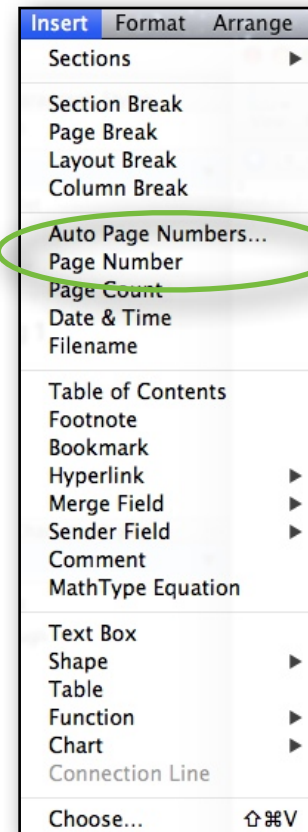 Insert Format Arrange
Sections
Section Break
Page Break
Layout Break
Column Break
Auto Page Numbers...
Page Number
Page Count
Date & Time
Filename
Table of Contents
Footnote
Bookmark
Hyperlink
Merge Field
Sender Field
Comment
MathType Equation
Text Box
Shape
Table
Function
Chart
Connection Line
Choose... ⇧⌘V